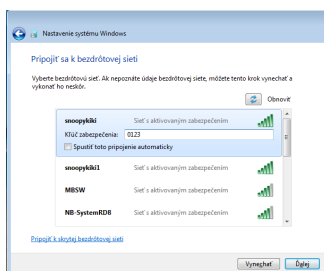 Nastavenie systému Windows
Pripojiť sa k bezdrôtovej sieti
Vyberte bezdrôtovú sieť. Ak nepoznáte údaje bezdrôtovej siete, môžete tento krok vynechať a
vykonať ho neskôr.
Obnoviť
snoopykiki Sieť s aktivovaným zabezpečením
Kľúč zabezpečenia: 0123
Spustiť toto pripojenie automaticky
snoopykiki1 Sieť s aktivovaným zabezpečením
MBSW Sieť s aktivovaným zabezpečením
NB-SystemRDB Sieť s aktivovaným zabezpečením
Pripojiť k skrytej bezdrôtovej sieti
Vynechať Ďalej